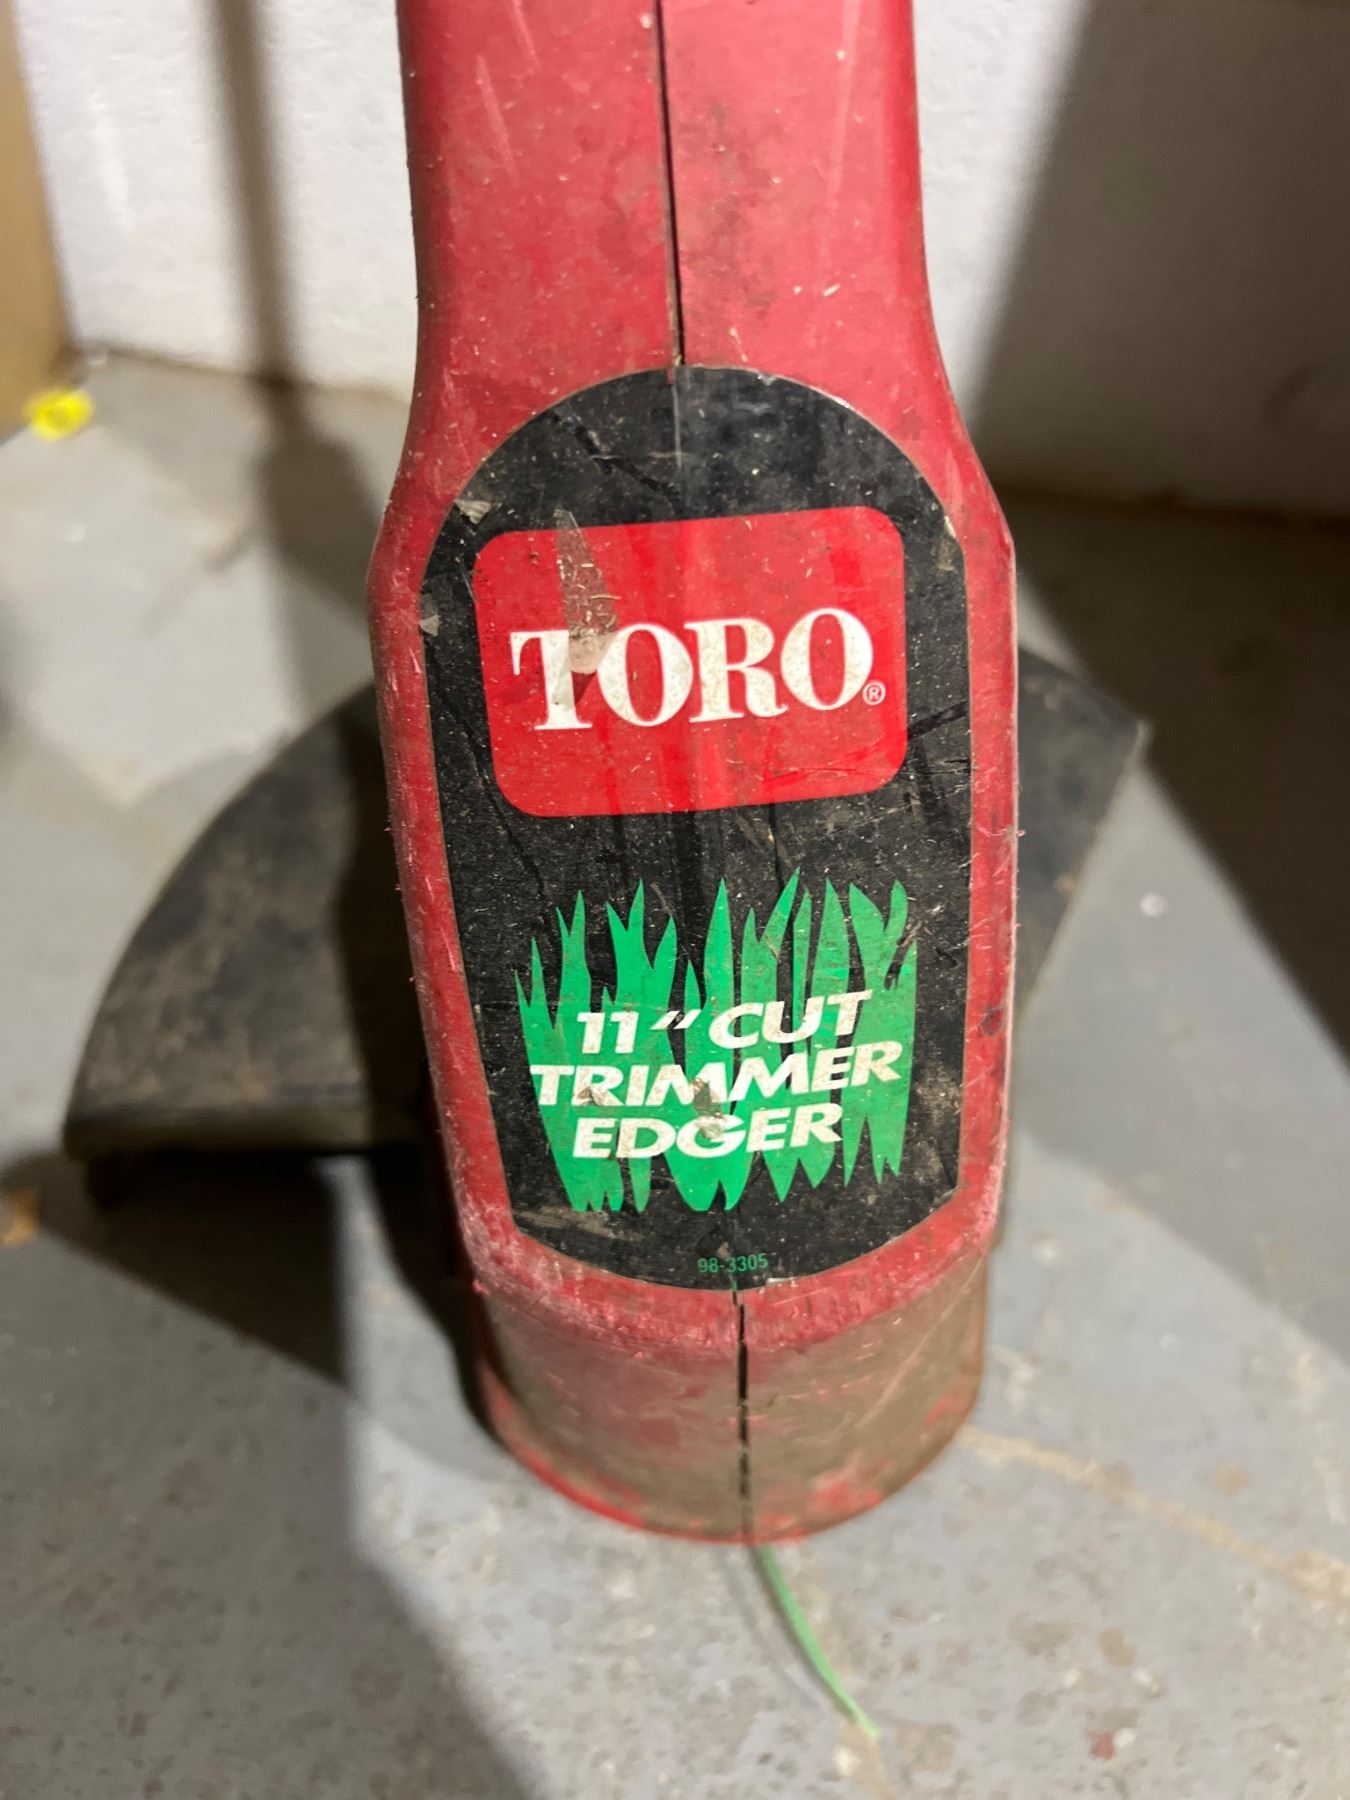 TORO®
11" CUT
TRIMMER
EDGER
98-3305